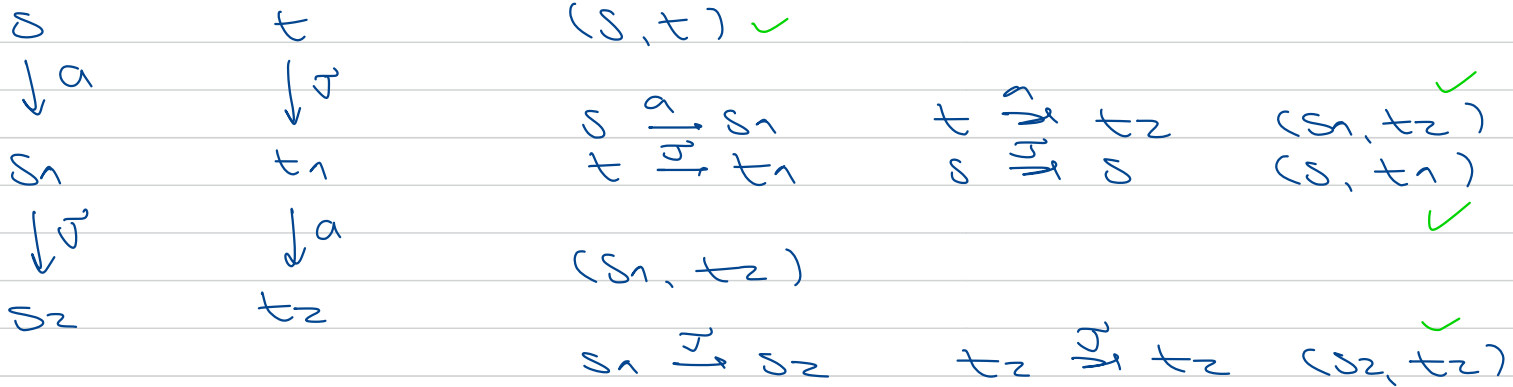 s t (s, t) ✓
↓ a ↓ τ
s →a s1 t ⇒a t2 (s1, t2) ✓
s1 t1 t →τ t1 s ⇒τ s (s, t1) ✓
↓ τ ↓ a
(s1, t2)
s2 t2
s1 →τ s2 t2 ⇒τ t2 (s2, t2) ✓